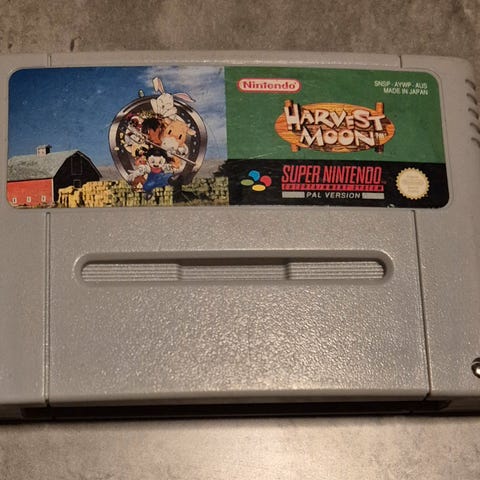 Nintendo
SNSP - AYWP - AUS
MADE IN JAPAN
HARVEST
MOON
SUPER NINTENDO
ENTERTAINMENT SYSTEM
PAL VERSION